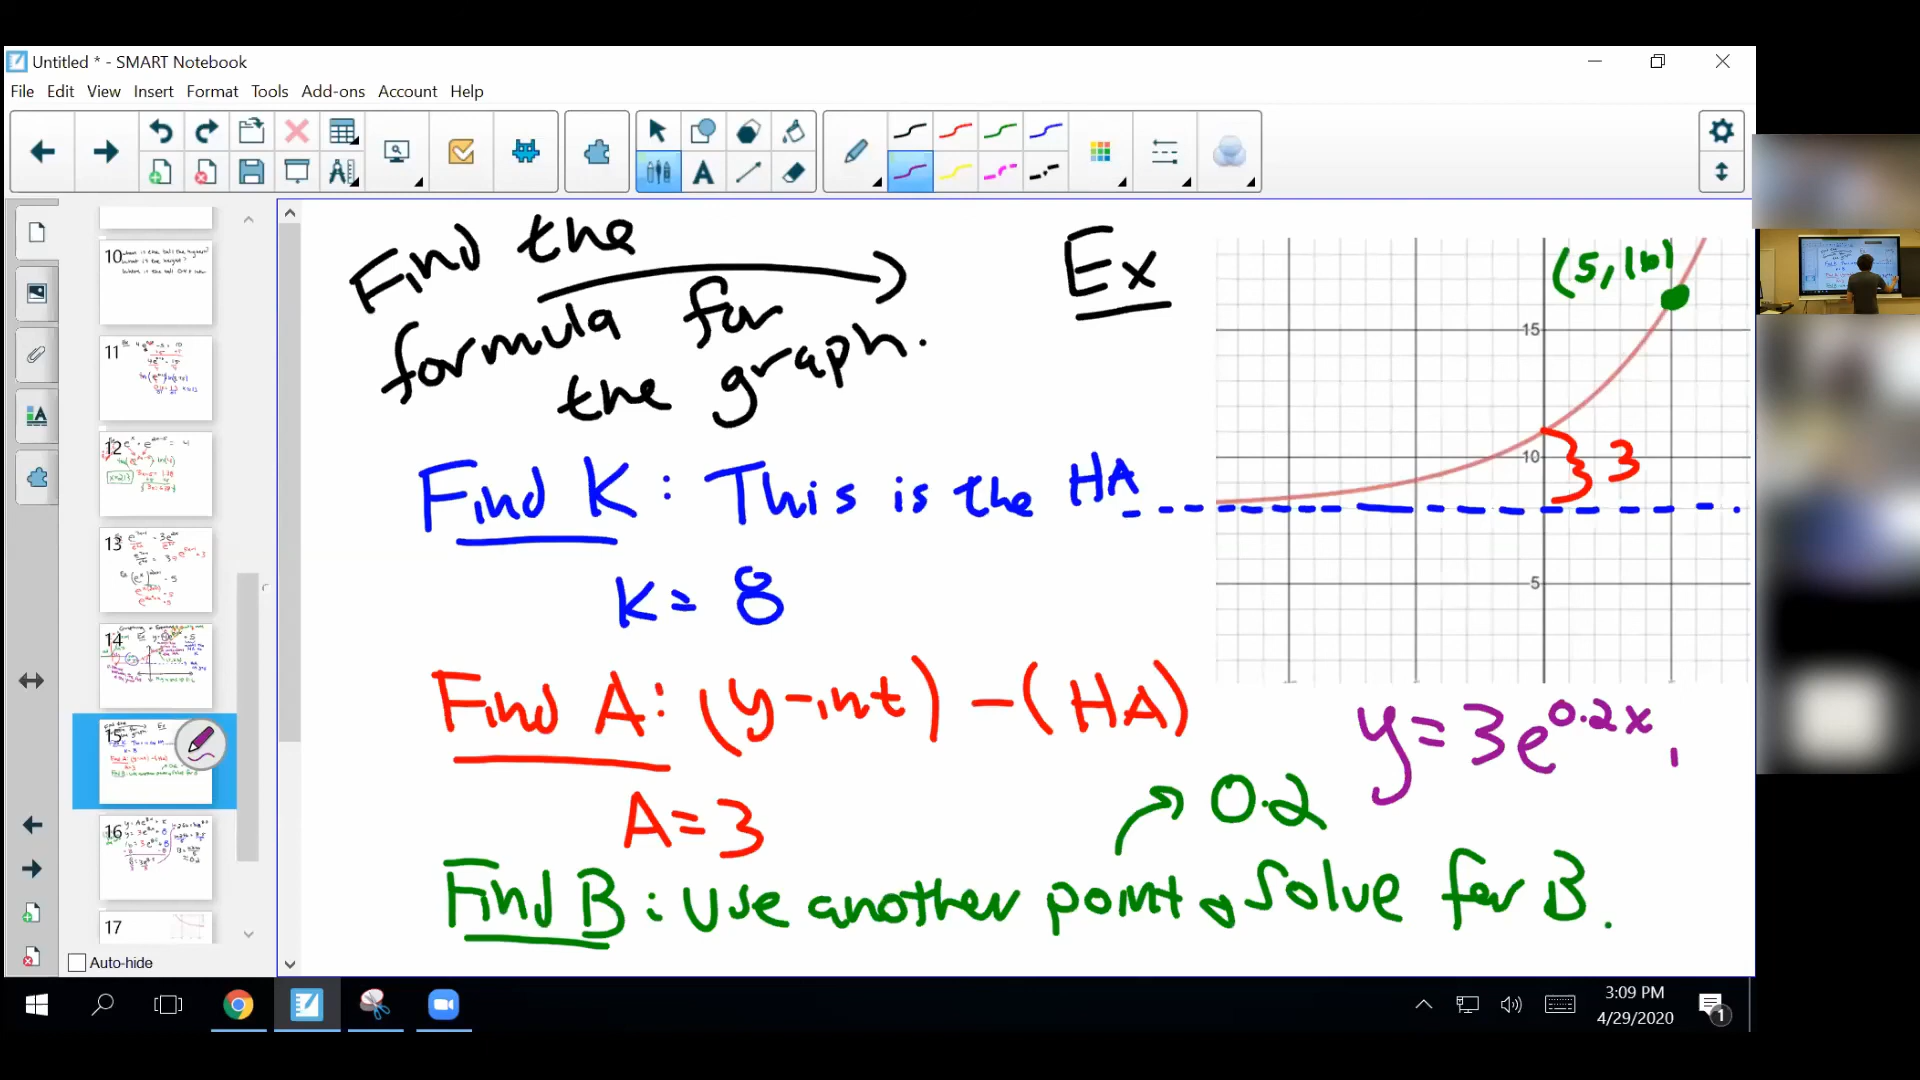 Untitled * - SMART Notebook
File Edit View Insert Format Tools Add-ons Account Help
Find the
formula for
the graph.
Ex
(5, 16)
15
10
5
3
Find K: This is the HA
K = 8
Find A: (y-int) - (HA)
A = 3
y = 3e^0.2x
0.2
Find B: Use another point & Solve for B.
10
11
12
13
14
15
16
17
Auto-hide
3:09 PM
4/29/2020
1